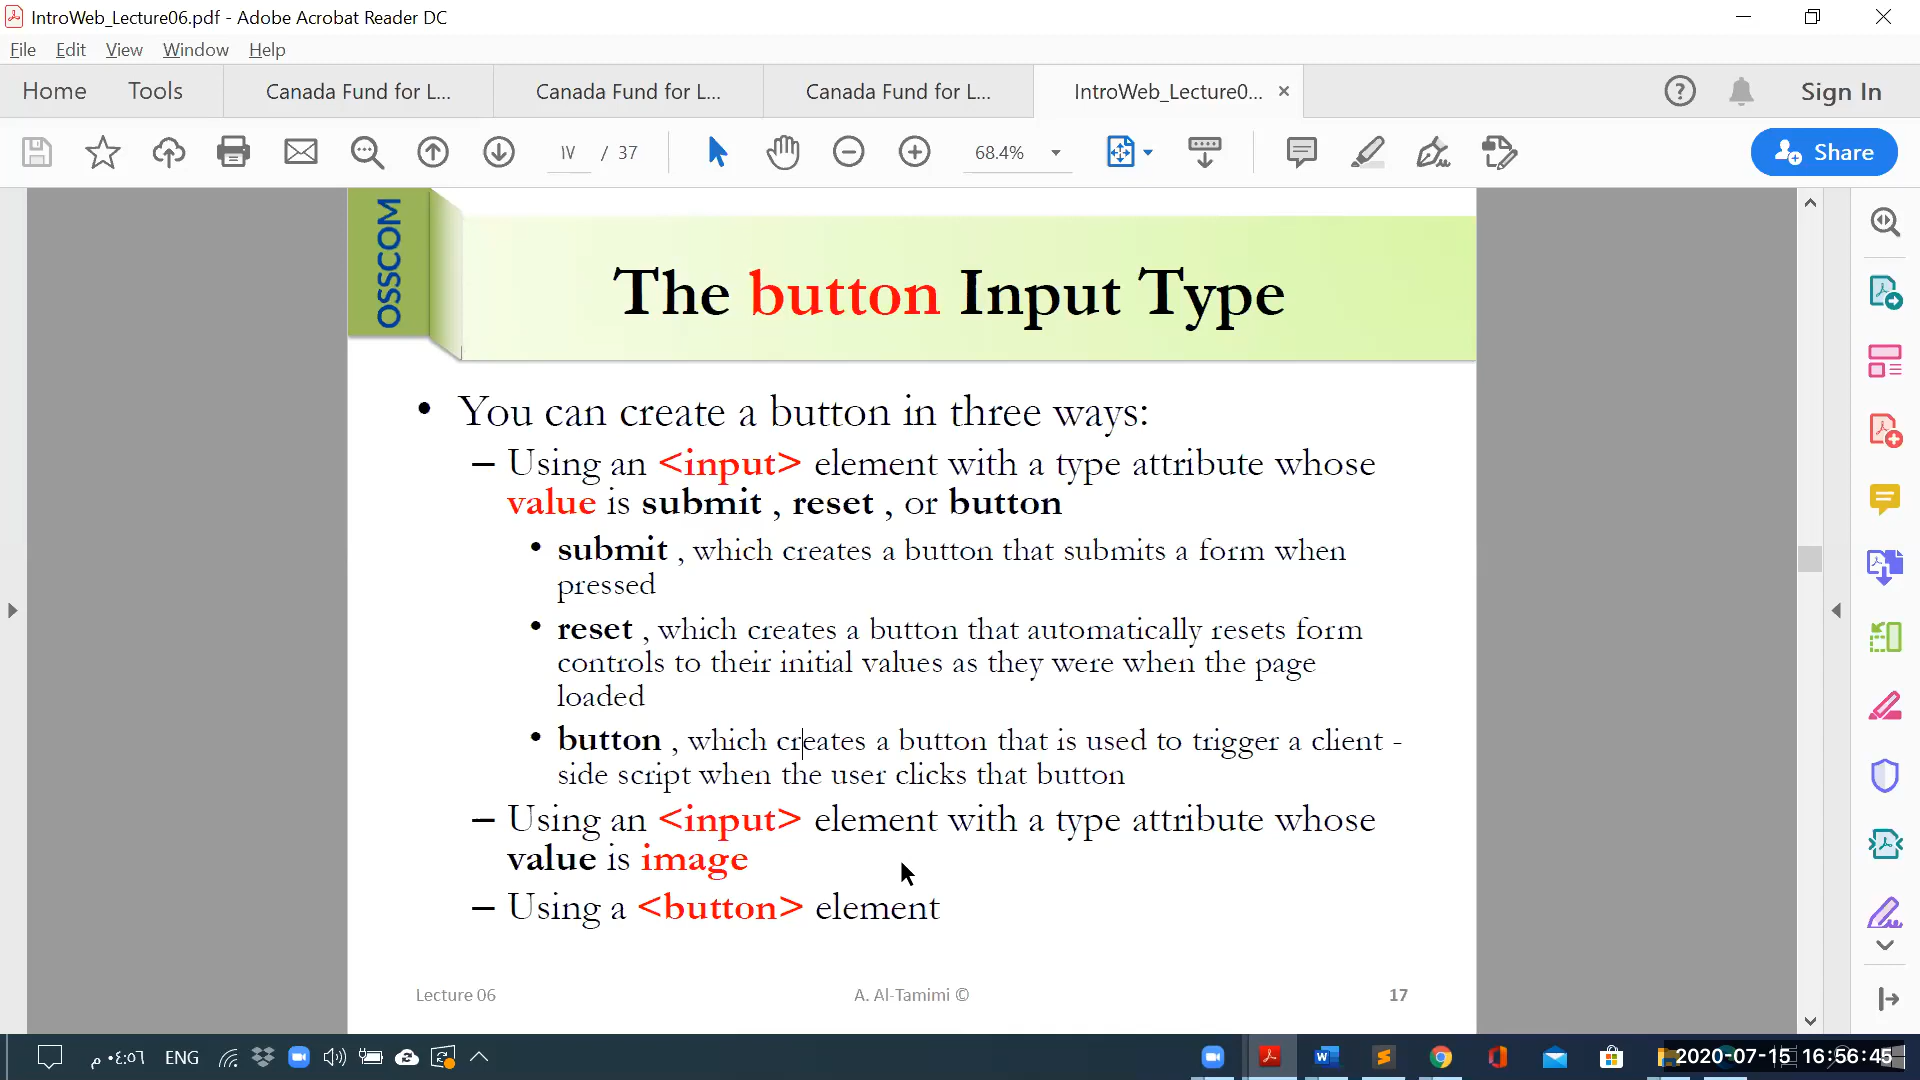 IntroWeb_Lecture06.pdf - Adobe Acrobat Reader DC
File Edit View Window Help
Home Tools Canada Fund for L... Canada Fund for L... Canada Fund for L... IntroWeb_Lecture0... × Sign In
١٧ / 37 68.4% Share
OSSCOM
The button Input Type
• You can create a button in three ways:
– Using an <input> element with a type attribute whose
value is submit , reset , or button
• submit , which creates a button that submits a form when
pressed
• reset , which creates a button that automatically resets form
controls to their initial values as they were when the page
loaded
• button , which creates a button that is used to trigger a client -
side script when the user clicks that button
– Using an <input> element with a type attribute whose
value is image
– Using a <button> element
Lecture 06 A. Al-Tamimi © 17
٠٤:٥٦ م ENG 2020-07-15 16:56:45